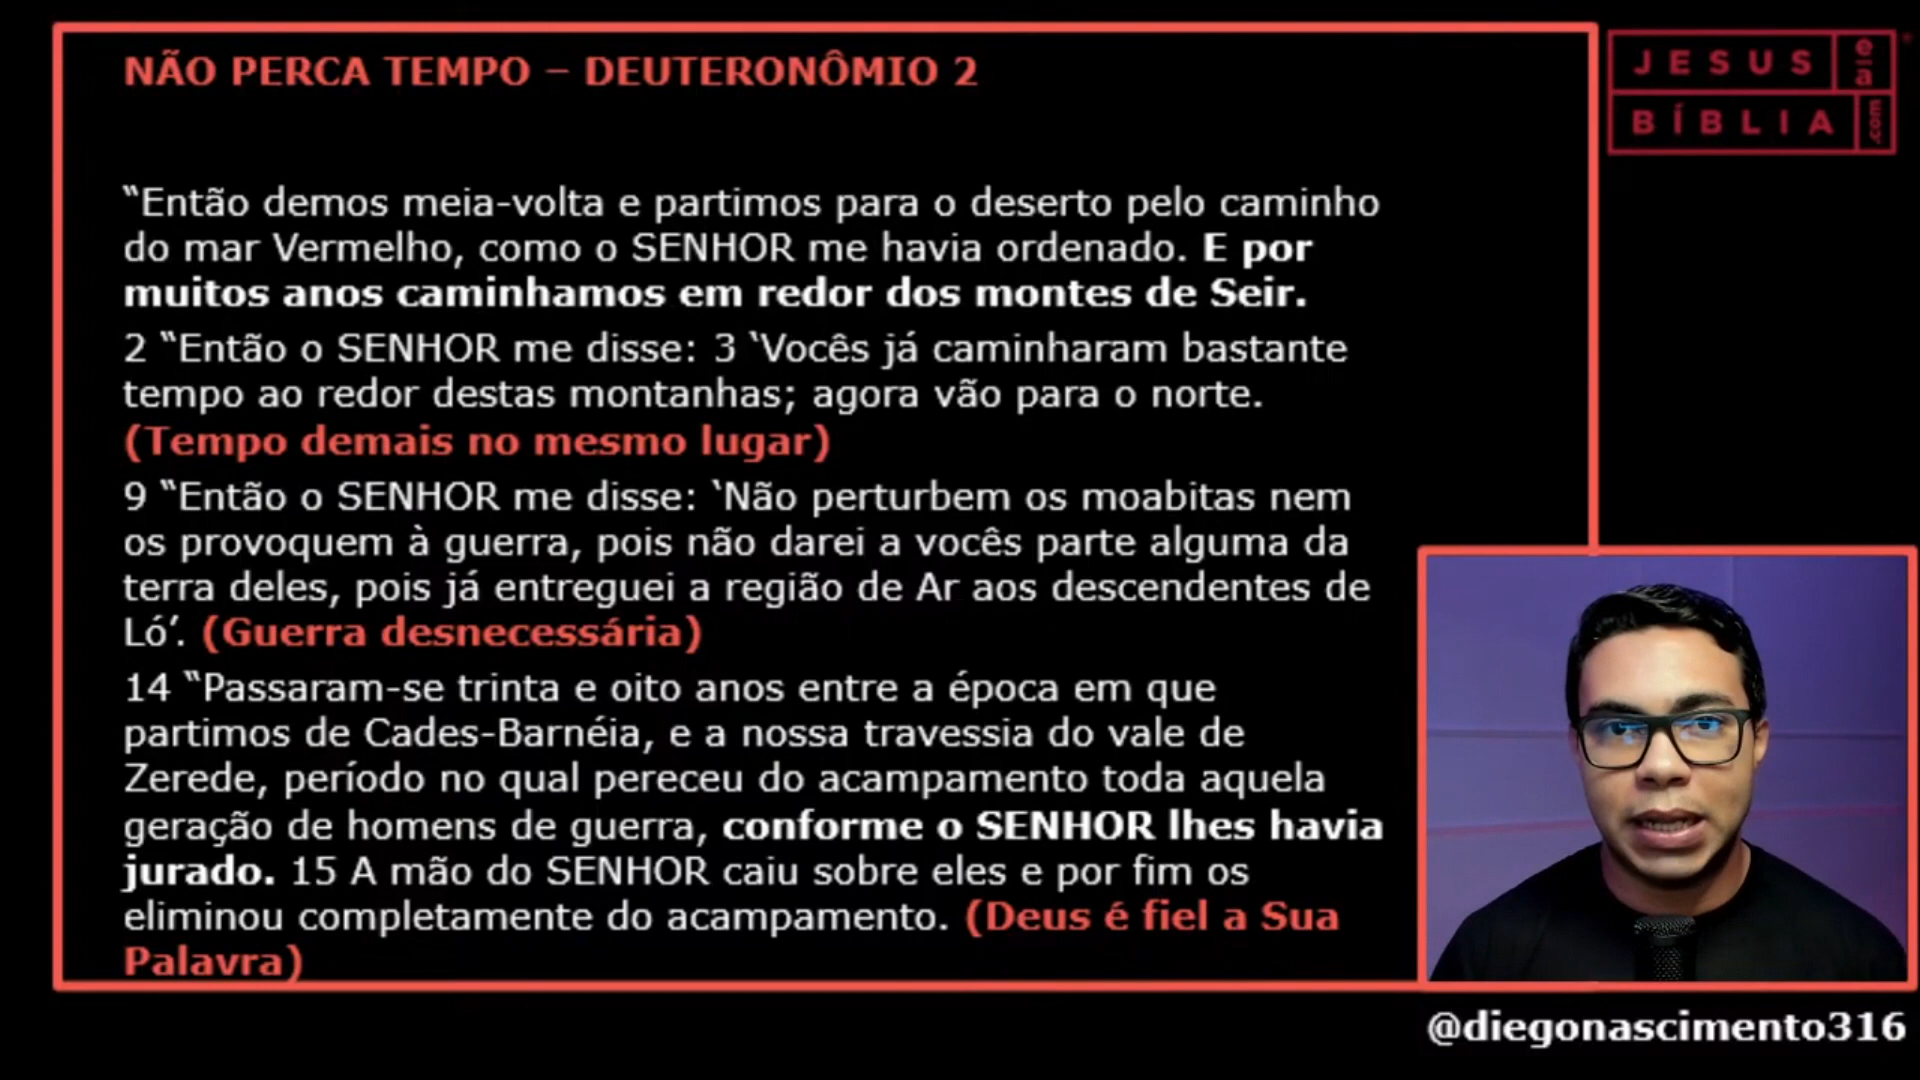 NÃO PERCA TEMPO – DEUTERONÔMIO 2
JESUS
e a
BÍBLIA
.com
“Então demos meia-volta e partimos para o deserto pelo caminho
do mar Vermelho, como o SENHOR me havia ordenado. E por
muitos anos caminhamos em redor dos montes de Seir.
2 “Então o SENHOR me disse: 3 ‘Vocês já caminharam bastante
tempo ao redor destas montanhas; agora vão para o norte.
(Tempo demais no mesmo lugar)
9 “Então o SENHOR me disse: ‘Não perturbem os moabitas nem
os provoquem à guerra, pois não darei a vocês parte alguma da
terra deles, pois já entreguei a região de Ar aos descendentes de
Ló’. (Guerra desnecessária)
14 “Passaram-se trinta e oito anos entre a época em que
partimos de Cades-Barnéia, e a nossa travessia do vale de
Zerede, período no qual pereceu do acampamento toda aquela
geração de homens de guerra, conforme o SENHOR lhes havia
jurado. 15 A mão do SENHOR caiu sobre eles e por fim os
eliminou completamente do acampamento. (Deus é fiel a Sua
Palavra)
@diegonascimento316